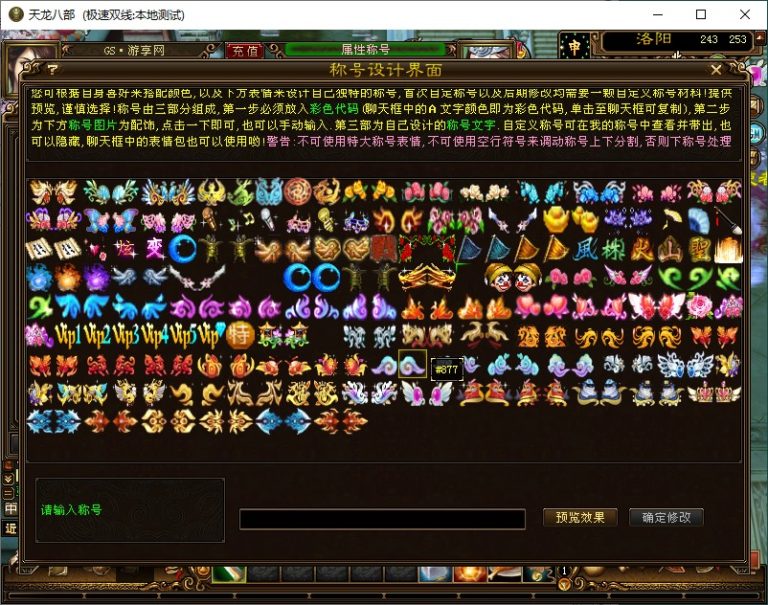 天龙八部 (极速双线:本地测试)
GS·游享网
充值
属性称号
申
洛阳
243 253
?
称号设计界面
您可根据自身喜好来搭配颜色,以及下方表情来设计自己独特的称号,首次自定称号以及后期修改均需要一颗自定义称号材料!提供
预览,谨值选择!称号由三部分组成,第一步必须放入彩色代码(聊天框中的A文字颜色即为彩色代码,单击至聊天框可复制),第二步
为下方称号图片为配饰,点击一下即可,也可以手动输入.第三部为自己设计的称号文字.自定义称号可在我的称号中查看并带出,也
可以隐藏,聊天框中的表情包也可以使用哟!警告:不可使用特大称号表情,不可使用空行符号来调动称号上下分割,否则下称号处理
炫 变
風 林 火 山 聖
Vip1 Vip2 Vip3 Vip4 Vip5 Vip 特
#877
请输入称号
预览效果
确定修改
近
1